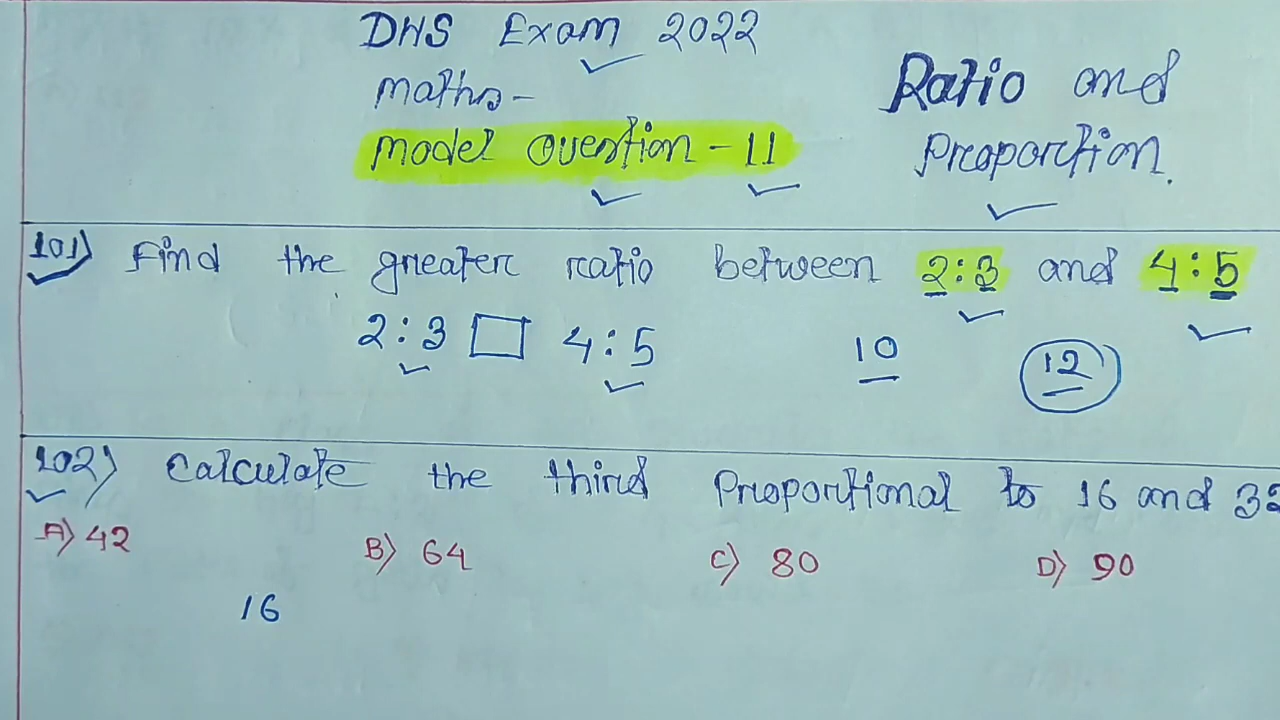 DHS Exam 2022
Maths-
Model Question - 11
Ratio and
Proportion.
101) Find the greater ratio between 2:3 and 4:5
2:3 □ 4:5
10
12
102) Calculate the third Proportional to 16 and 32
A) 42 B) 64 C) 80 D) 90
16